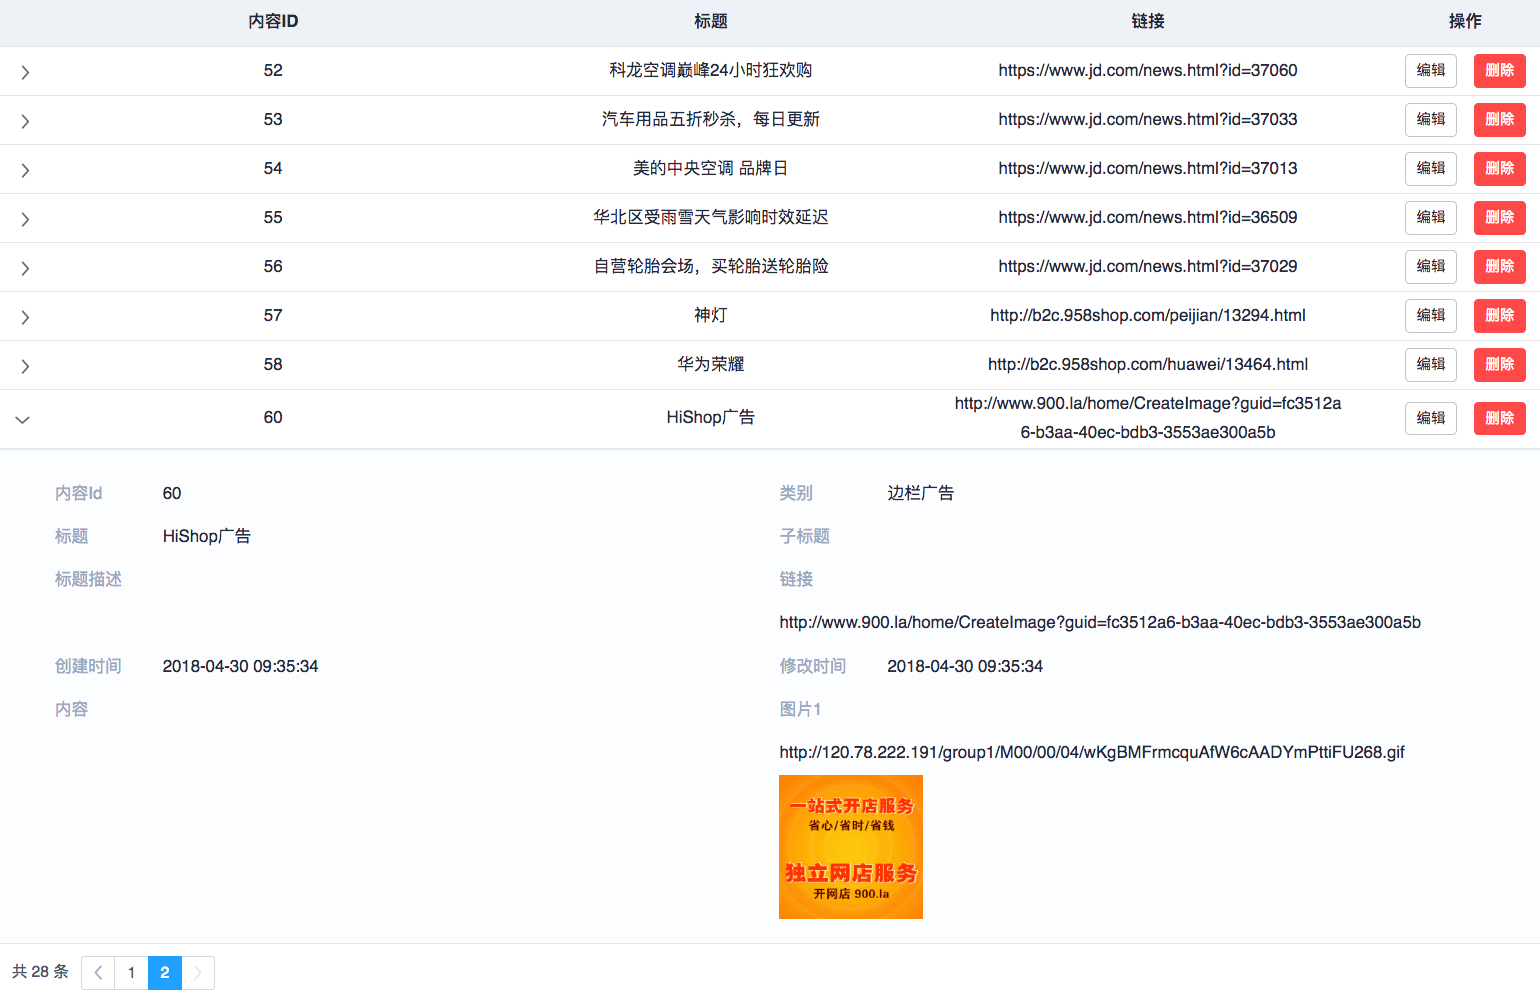 内容ID 标题 链接 操作
52 科龙空调巅峰24小时狂欢购 https://www.jd.com/news.html?id=37060 编辑 删除
53 汽车用品五折秒杀，每日更新 https://www.jd.com/news.html?id=37033 编辑 删除
54 美的中央空调 品牌日 https://www.jd.com/news.html?id=37013 编辑 删除
55 华北区受雨雪天气影响时效延迟 https://www.jd.com/news.html?id=36509 编辑 删除
56 自营轮胎会场，买轮胎送轮胎险 https://www.jd.com/news.html?id=37029 编辑 删除
57 神灯 http://b2c.958shop.com/peijian/13294.html 编辑 删除
58 华为荣耀 http://b2c.958shop.com/huawei/13464.html 编辑 删除
60 HiShop广告 http://www.900.la/home/CreateImage?guid=fc3512a 编辑 删除
6-b3aa-40ec-bdb3-3553ae300a5b
内容Id 60 类别 边栏广告
标题 HiShop广告 子标题
标题描述 链接
http://www.900.la/home/CreateImage?guid=fc3512a6-b3aa-40ec-bdb3-3553ae300a5b
创建时间 2018-04-30 09:35:34 修改时间 2018-04-30 09:35:34
内容 图片1
http://120.78.222.191/group1/M00/00/04/wKgBMFrmcquAfW6cAADYmPttiFU268.gif
一站式开店服务
省心/省时/省钱
独立网店服务
开网店 900.la
共 28 条 1 2